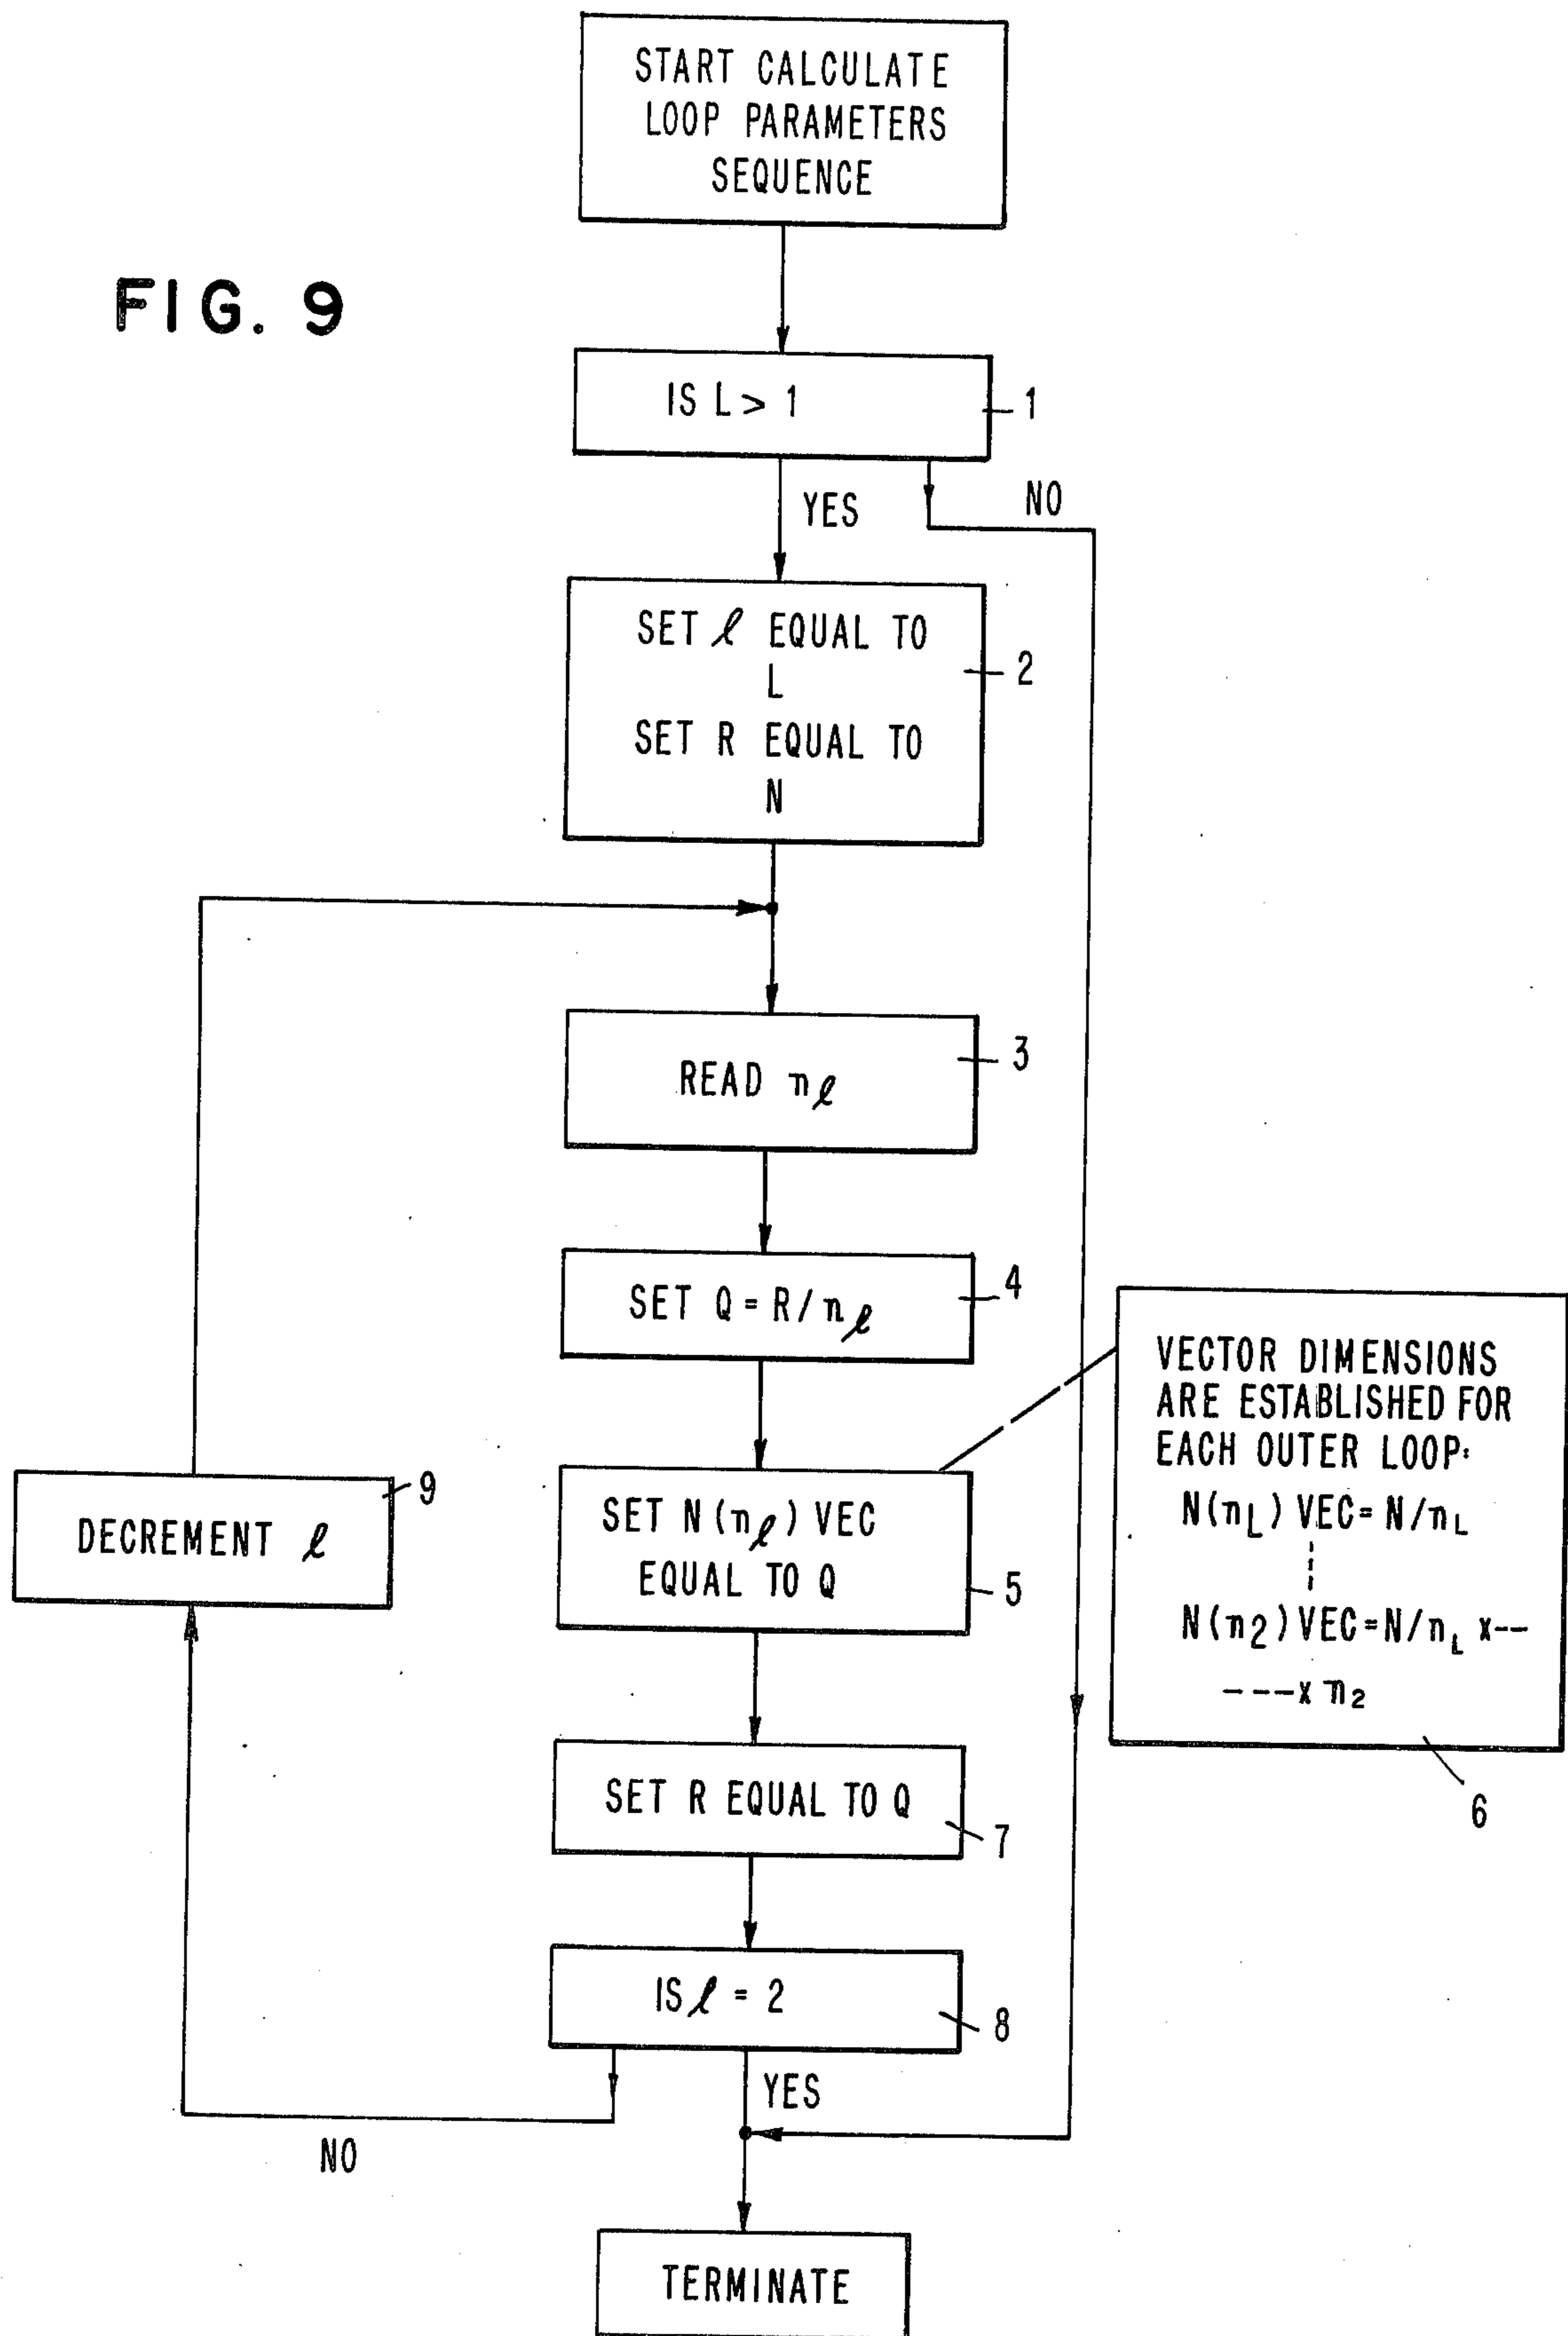 START CALCULATE
LOOP PARAMETERS
SEQUENCE
FIG. 9
IS L > 1
1
YES
NO
SET ℓ EQUAL TO
L
SET R EQUAL TO
N
2
READ nℓ
3
SET Q = R/nℓ
4
VECTOR DIMENSIONS
ARE ESTABLISHED FOR
EACH OUTER LOOP:
N(nL) VEC = N/nL
N(n2) VEC = N/nL x--
---x n2
6
SET N(nℓ) VEC
EQUAL TO Q
5
DECREMENT ℓ
9
SET R EQUAL TO Q
7
IS ℓ = 2
8
YES
NO
TERMINATE